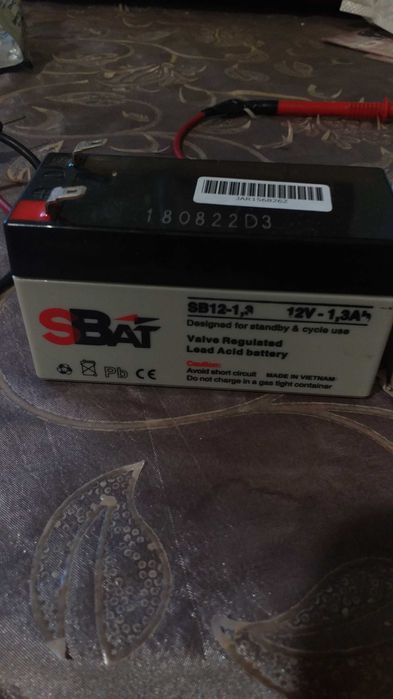 JAR1568262
180822D3
SBAT
SB12-1,3 12V - 1,3Ah
Designed for standby & cycle use
Valve Regulated
Lead Acid battery
Caution:
Avoid short circuit MADE IN VIETNAM
Do not charge in a gas tight container
Pb CE